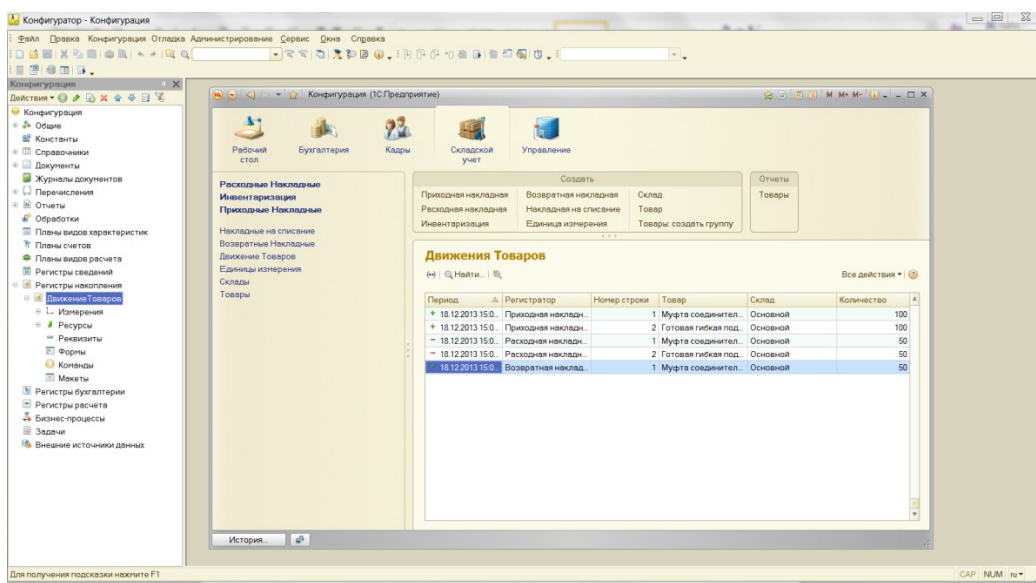 Конфигуратор - Конфигурация
Файл Правка Конфигурация Отладка Администрирование Сервис Окна Справка
Конфигурация
Действия
Конфигурация
Общие
Константы
Справочники
Документы
Журналы документов
Перечисления
Отчеты
Обработки
Планы видов характеристик
Планы счетов
Планы видов расчета
Регистры сведений
Регистры накопления
ДвижениеТоваров
Измерения
Ресурсы
Реквизиты
Формы
Команды
Макеты
Регистры бухгалтерии
Регистры расчета
Бизнес-процессы
Задачи
Внешние источники данных
Конфигурация (1С:Предприятие)
M M+ M-
Рабочий стол
Бухгалтерия
Кадры
Складской учет
Управление
Расходные Накладные
Инвентаризация
Приходные Накладные
Накладные на списание
Возвратные Накладные
Движение Товаров
Единицы измерения
Склады
Товары
Создать
Приходная накладная Возвратная накладная Склад
Расходная накладная Накладная на списание Товар
Инвентаризация Единица измерения Товары: создать группу
Отчеты
Товары
Движения Товаров
Найти... Все действия
Период Регистратор Номер строки Товар Склад Количество
18.12.2013 15:0... Приходная накладн... 1 Муфта соединител... Основной 100
18.12.2013 15:0... Приходная накладн... 2 Готовая гибкая под... Основной 100
18.12.2013 15:0... Расходная накладн... 1 Муфта соединител... Основной 50
18.12.2013 15:0... Расходная накладн... 2 Готовая гибкая под... Основной 50
18.12.2013 15:0... Возвратная наклад... 1 Муфта соединител... Основной 50
История...
Для получения подсказки нажмите F1
CAP NUM ru